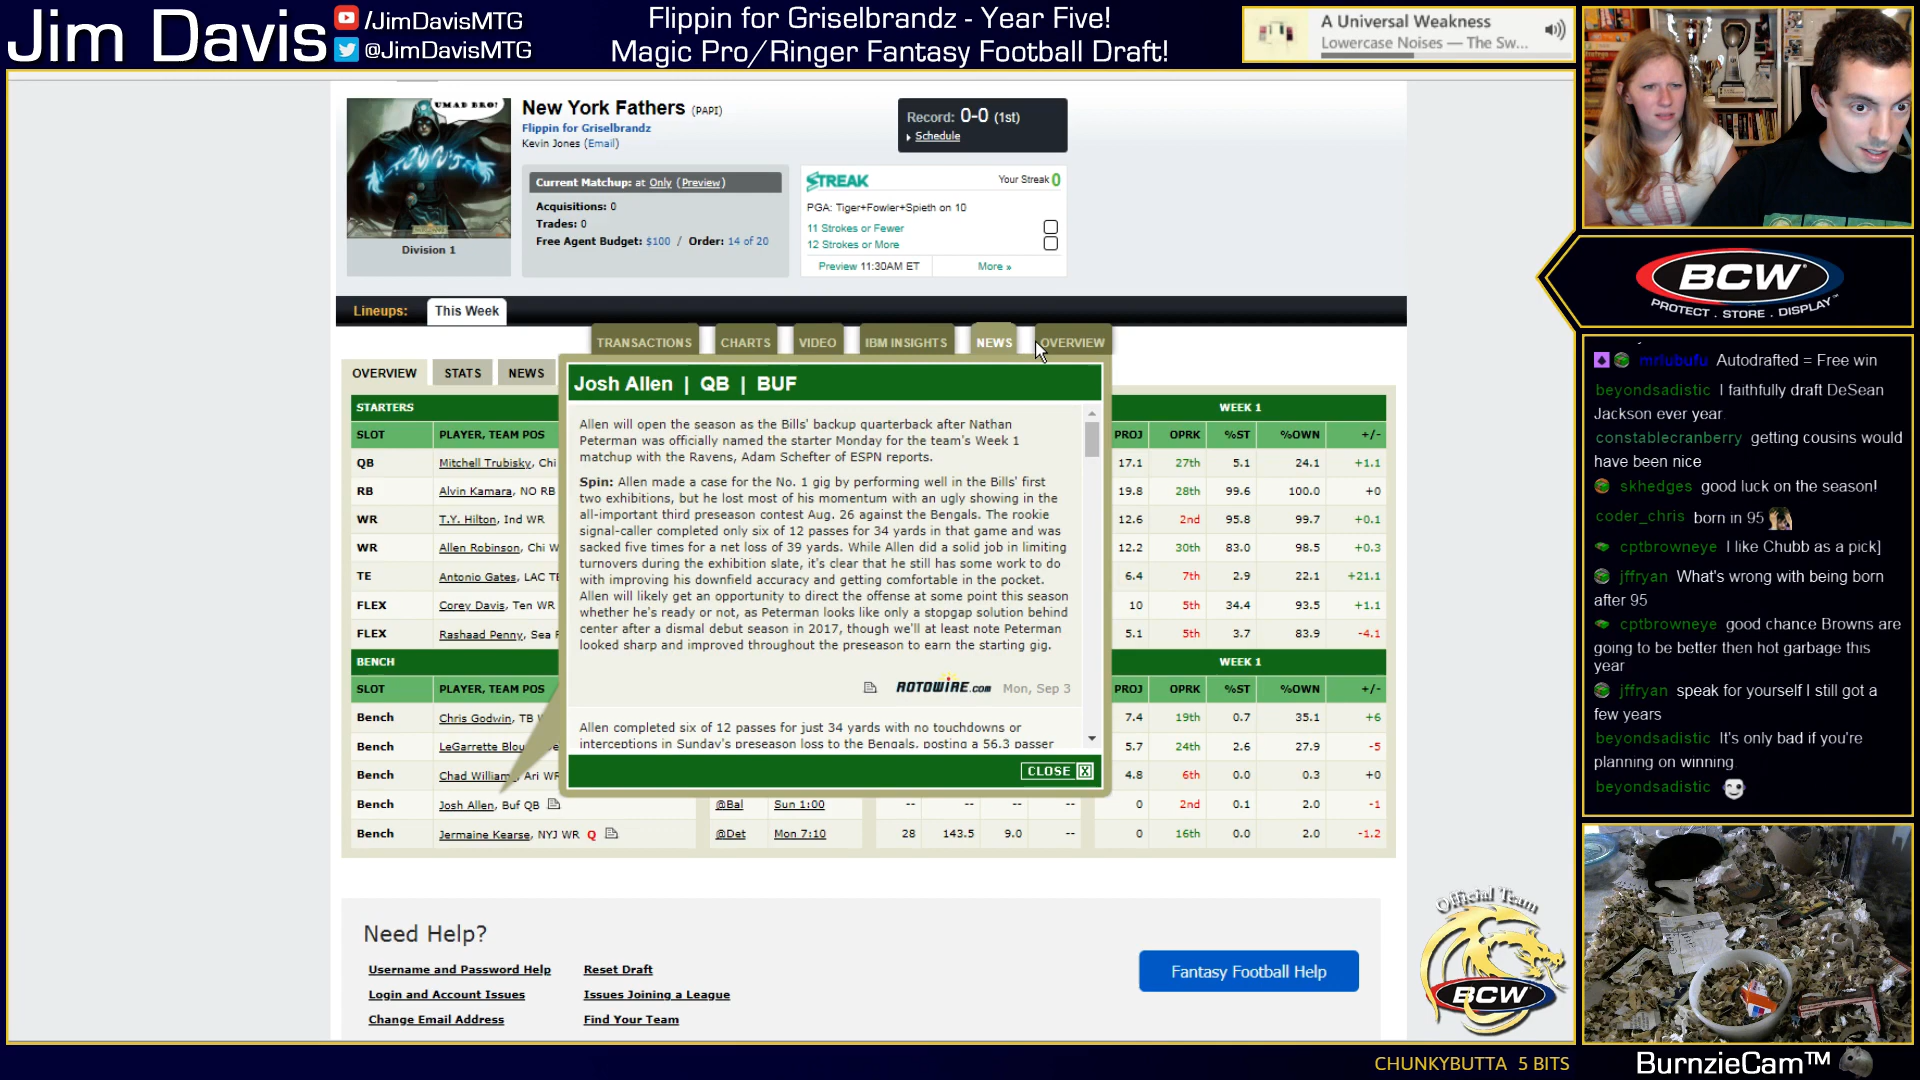 Jim Davis
/JimDavisMTG
@JimDavisMTG
Flippin for Griselbrandz - Year Five!
Magic Pro/Ringer Fantasy Football Draft!
A Universal Weakness
Lowercase Noises — The Sw...
UMAD BRO?
New York Fathers (PAPI)
Flippin for Griselbrandz
Kevin Jones (Email)
Record: 0-0 (1st)
Schedule
Division 1
Current Matchup: at Only (Preview)
Acquisitions: 0
Trades: 0
Free Agent Budget: $100 / Order: 14 of 20
STREAK Your Streak 0
PGA: Tiger+Fowler+Spieth on 10
11 Strokes or Fewer
12 Strokes or More
Preview 11:30AM ET More »
Lineups: This Week
TRANSACTIONS CHARTS VIDEO IBM INSIGHTS NEWS OVERVIEW
OVERVIEW STATS NEWS
Josh Allen | QB | BUF
Allen will open the season as the Bills' backup quarterback after Nathan
Peterman was officially named the starter Monday for the team's Week 1
matchup with the Ravens, Adam Schefter of ESPN reports.
Spin: Allen made a case for the No. 1 gig by performing well in the Bills' first
two exhibitions, but he lost most of his momentum with an ugly showing in the
all-important third preseason contest Aug. 26 against the Bengals. The rookie
signal-caller completed only six of 12 passes for 34 yards in that game and was
sacked five times for a net loss of 39 yards. While Allen did a solid job in limiting
turnovers during the exhibition slate, it's clear that he still has some work to do
with improving his downfield accuracy and getting comfortable in the pocket.
Allen will likely get an opportunity to direct the offense at some point this season
whether he's ready or not, as Peterman looks like only a stopgap solution behind
center after a dismal debut season in 2017, though we'll at least note Peterman
looked sharp and improved throughout the preseason to earn the starting gig.
ROTOWIRE.com Mon, Sep 3
Allen completed six of 12 passes for just 34 yards with no touchdowns or
interceptions in Sunday's preseason loss to the Bengals, posting a 56.3 passer
CLOSE X
STARTERS WEEK 1
SLOT PLAYER, TEAM POS PROJ OPRK %ST %OWN +/-
QB Mitchell Trubisky, Chi 17.1 27th 5.1 24.1 +1.1
RB Alvin Kamara, NO RB 19.8 28th 99.6 100.0 +0
WR T.Y. Hilton, Ind WR 12.6 2nd 95.8 99.7 +0.1
WR Allen Robinson, Chi W 12.2 30th 83.0 98.5 +0.3
TE Antonio Gates, LAC TE 6.4 7th 2.9 22.1 +21.1
FLEX Corey Davis, Ten WR 10 5th 34.4 93.5 +1.1
FLEX Rashaad Penny, Sea 5.1 5th 3.7 83.9 -4.1
BENCH WEEK 1
SLOT PLAYER, TEAM POS PROJ OPRK %ST %OWN +/-
Bench Chris Godwin, TB 7.4 19th 0.7 35.1 +6
Bench LeGarrette Blou 5.7 24th 2.6 27.9 -5
Bench Chad William Ari WR 4.8 6th 0.0 0.3 +0
Bench Josh Allen, Buf QB @Bal Sun 1:00 -- -- -- -- 0 2nd 0.1 2.0 -1
Bench Jermaine Kearse, NYJ WR Q @Det Mon 7:10 28 143.5 9.0 -- 0 16th 0.0 2.0 -1.2
Need Help?
Username and Password Help Reset Draft
Login and Account Issues Issues Joining a League
Change Email Address Find Your Team
Fantasy Football Help
BCW
PROTECT . STORE . DISPLAY
mrlubufu Autodrafted = Free win
beyondsadistic I faithfully draft DeSean
Jackson ever year
constablecranberry getting cousins would
have been nice
skhedges good luck on the season!
coder_chris born in 95
cptbrowneye I like Chubb as a pick]
jffryan What's wrong with being born
after 95
cptbrowneye good chance Browns are
going to be better then hot garbage this
year
jffryan speak for yourself I still got a
few years
beyondsadistic It's only bad if you're
planning on winning
beyondsadistic
Official Team
BCW
CHUNKYBUTTA 5 BITS
BurnzieCam™